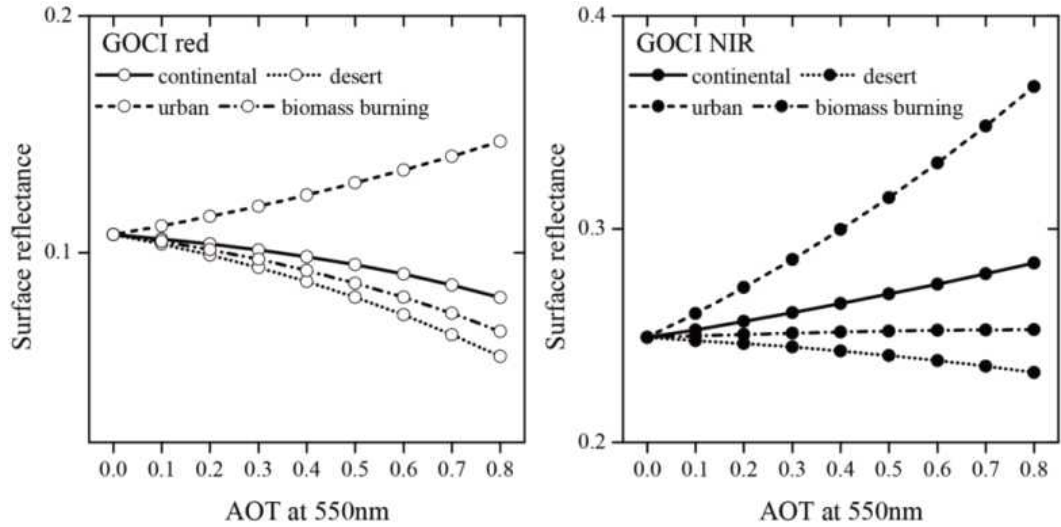 GOCI red
continental desert
urban biomass burning
0.2
0.1
Surface reflectance
0.0 0.1 0.2 0.3 0.4 0.5 0.6 0.7 0.8
AOT at 550nm
GOCI NIR
continental desert
urban biomass burning
0.4
0.3
0.2
Surface reflectance
0.0 0.1 0.2 0.3 0.4 0.5 0.6 0.7 0.8
AOT at 550nm